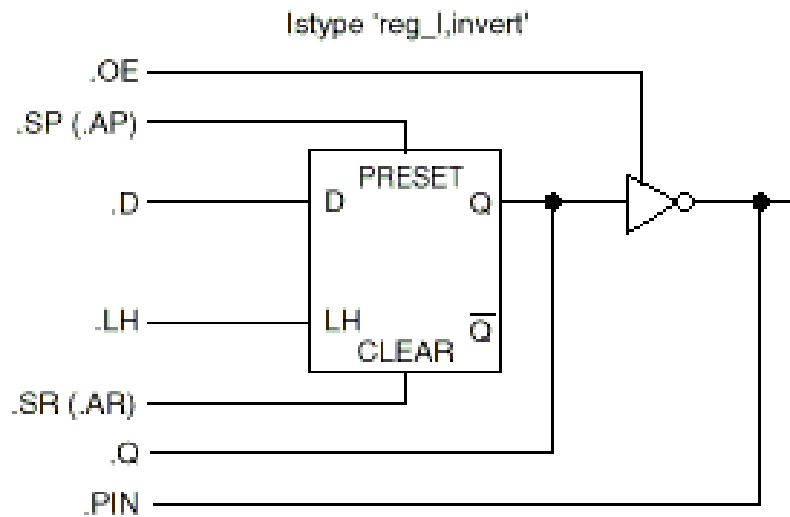 Istype 'reg_l,invert'
.OE
.SP (.AP)
PRESET
.D
D
Q
.LH
LH
Q̅
CLEAR
.SR (.AR)
.Q
.PIN